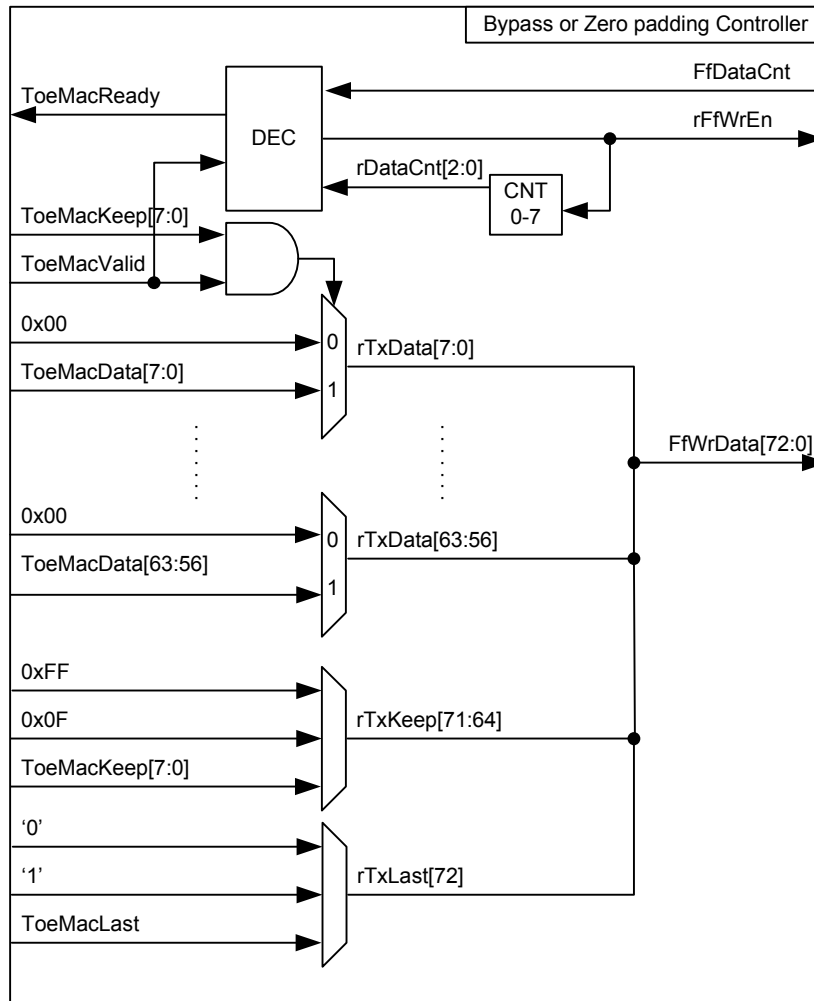 Bypass or Zero padding Controller
FfDataCnt
ToeMacReady
rFfWrEn
DEC
rDataCnt[2:0]
CNT
0-7
ToeMacKeep[7:0]
ToeMacValid
0x00
0
rTxData[7:0]
ToeMacData[7:0]
1
FfWrData[72:0]
0x00
0
rTxData[63:56]
ToeMacData[63:56]
1
0xFF
0x0F
rTxKeep[71:64]
ToeMacKeep[7:0]
‘0’
‘1’
rTxLast[72]
ToeMacLast